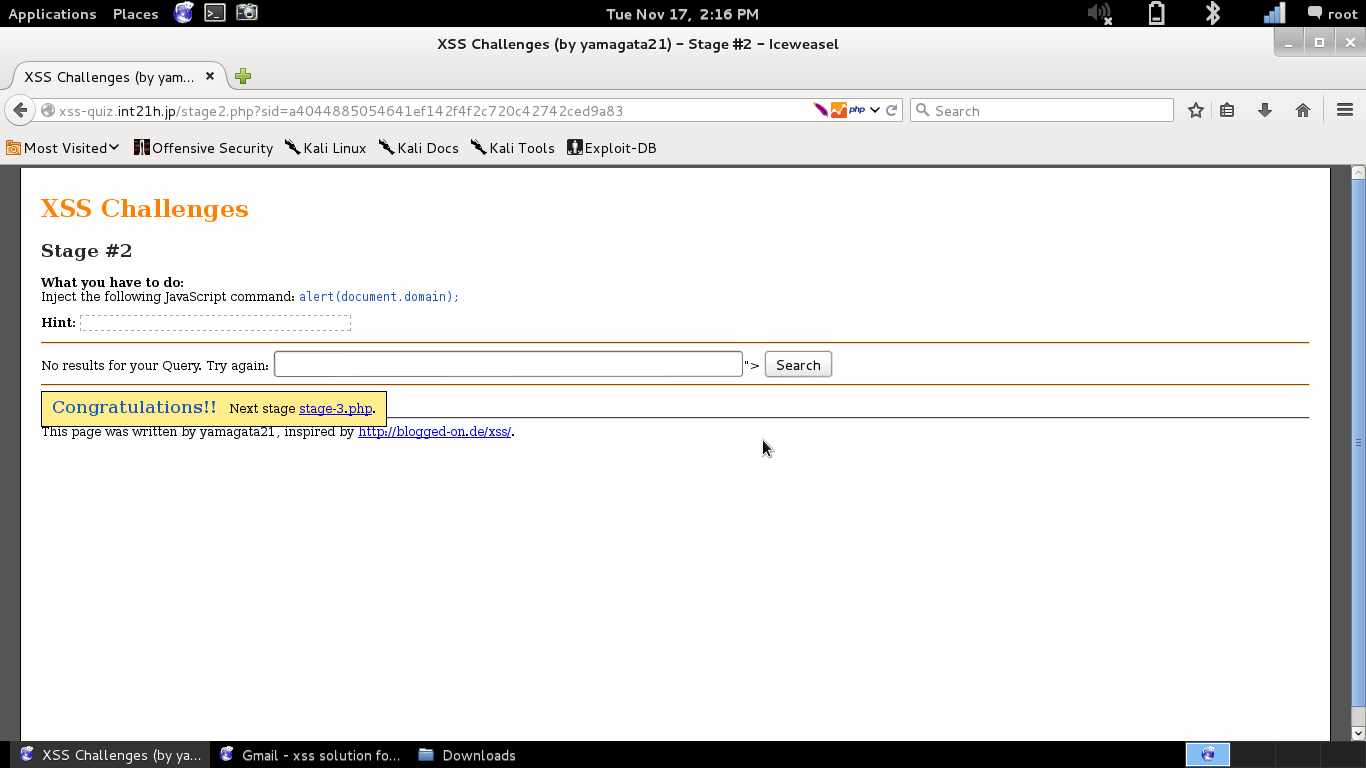 Applications Places Tue Nov 17, 2:16 PM root
XSS Challenges (by yamagata21) - Stage #2 - Iceweasel
XSS Challenges (by yam...
xss-quiz.int21h.jp/stage2.php?sid=a4044885054641ef142f4f2c720c42742ced9a83 php Search
Most Visited Offensive Security Kali Linux Kali Docs Kali Tools Exploit-DB
XSS Challenges
Stage #2
What you have to do:
Inject the following JavaScript command: alert(document.domain);
Hint:
No results for your Query. Try again: "> Search
Congratulations!! Next stage stage-3.php.
This page was written by yamagata21, inspired by http://blogged-on.de/xss/.
XSS Challenges (by ya... Gmail - xss solution fo... Downloads